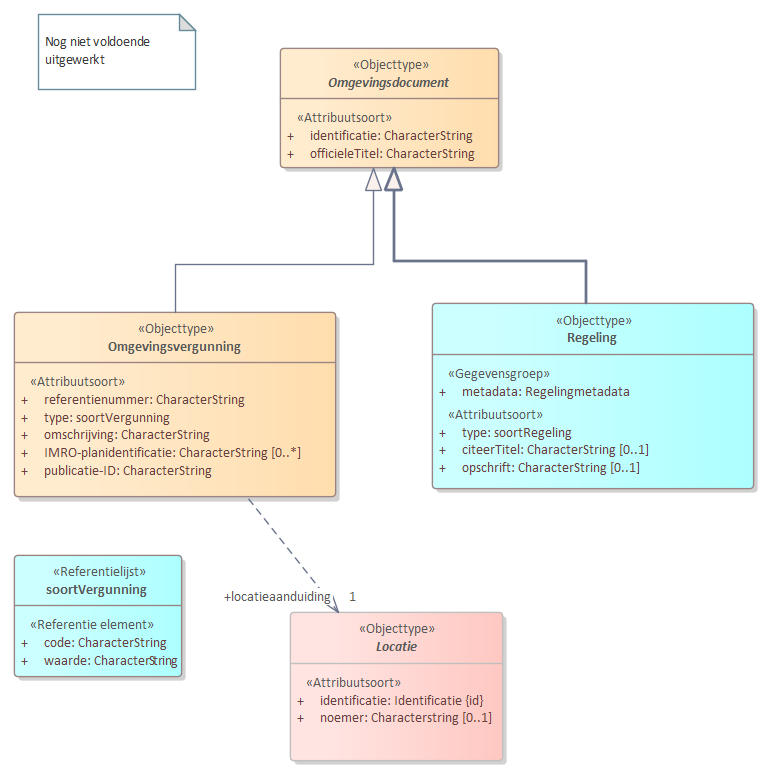 Nog niet voldoende
uitgewerkt
«Objecttype»
Omgevingsdocument
«Attribuutsoort»
+ identificatie: CharacterString
+ officieleTitel: CharacterString
«Objecttype»
Omgevingsvergunning
«Attribuutsoort»
+ referentienummer: CharacterString
+ type: soortVergunning
+ omschrijving: CharacterString
+ IMRO-planidentificatie: CharacterString [0..*]
+ publicatie-ID: CharacterString
«Objecttype»
Regeling
«Gegevensgroep»
+ metadata: Regelingmetadata
«Attribuutsoort»
+ type: soortRegeling
+ citeerTitel: CharacterString [0..1]
+ opschrift: CharacterString [0..1]
«Referentielijst»
soortVergunning
«Referentie element»
+ code: CharacterString
+ waarde: CharacterString
+locatieaanduiding 1
«Objecttype»
Locatie
«Attribuutsoort»
+ identificatie: Identificatie {id}
+ noemer: Characterstring [0..1]